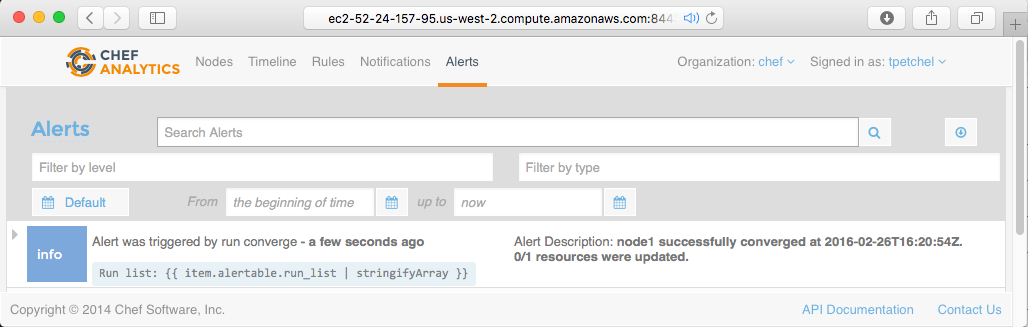 ec2-52-24-157-95.us-west-2.compute.amazonaws.com:844
CHEF
ANALYTICS
Nodes Timeline Rules Notifications Alerts Organization: chef Signed in as: tpetchel
Alerts Search Alerts
Filter by level Filter by type
Default From the beginning of time up to now
info
Alert was triggered by run converge - a few seconds ago
Run list: {{ item.alertable.run_list | stringifyArray }}
Alert Description: node1 successfully converged at 2016-02-26T16:20:54Z.
0/1 resources were updated.
Copyright © 2014 Chef Software, Inc. API Documentation Contact Us